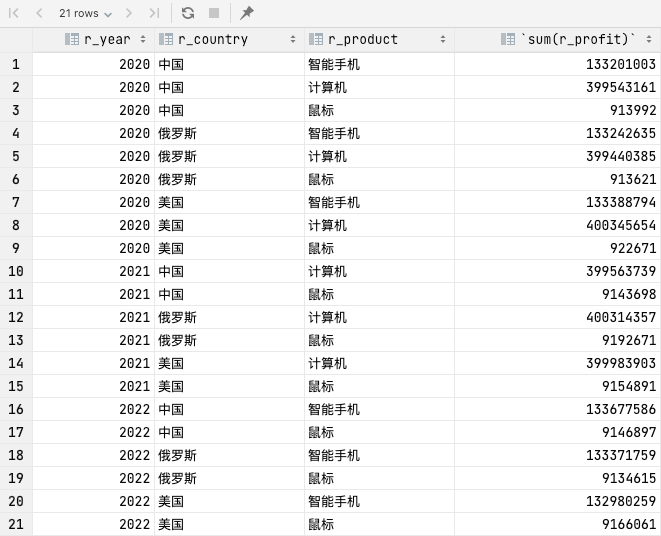 21 rows
r_year r_country r_product `sum(r_profit)`
1 2020 中国 智能手机 133201003
2 2020 中国 计算机 399543161
3 2020 中国 鼠标 913992
4 2020 俄罗斯 智能手机 133242635
5 2020 俄罗斯 计算机 399440385
6 2020 俄罗斯 鼠标 913621
7 2020 美国 智能手机 133388794
8 2020 美国 计算机 400345654
9 2020 美国 鼠标 922671
10 2021 中国 计算机 399563739
11 2021 中国 鼠标 9143698
12 2021 俄罗斯 计算机 400314357
13 2021 俄罗斯 鼠标 9192671
14 2021 美国 计算机 399983903
15 2021 美国 鼠标 9154891
16 2022 中国 智能手机 133677586
17 2022 中国 鼠标 9146897
18 2022 俄罗斯 智能手机 133371759
19 2022 俄罗斯 鼠标 9134615
20 2022 美国 智能手机 132980259
21 2022 美国 鼠标 9166061